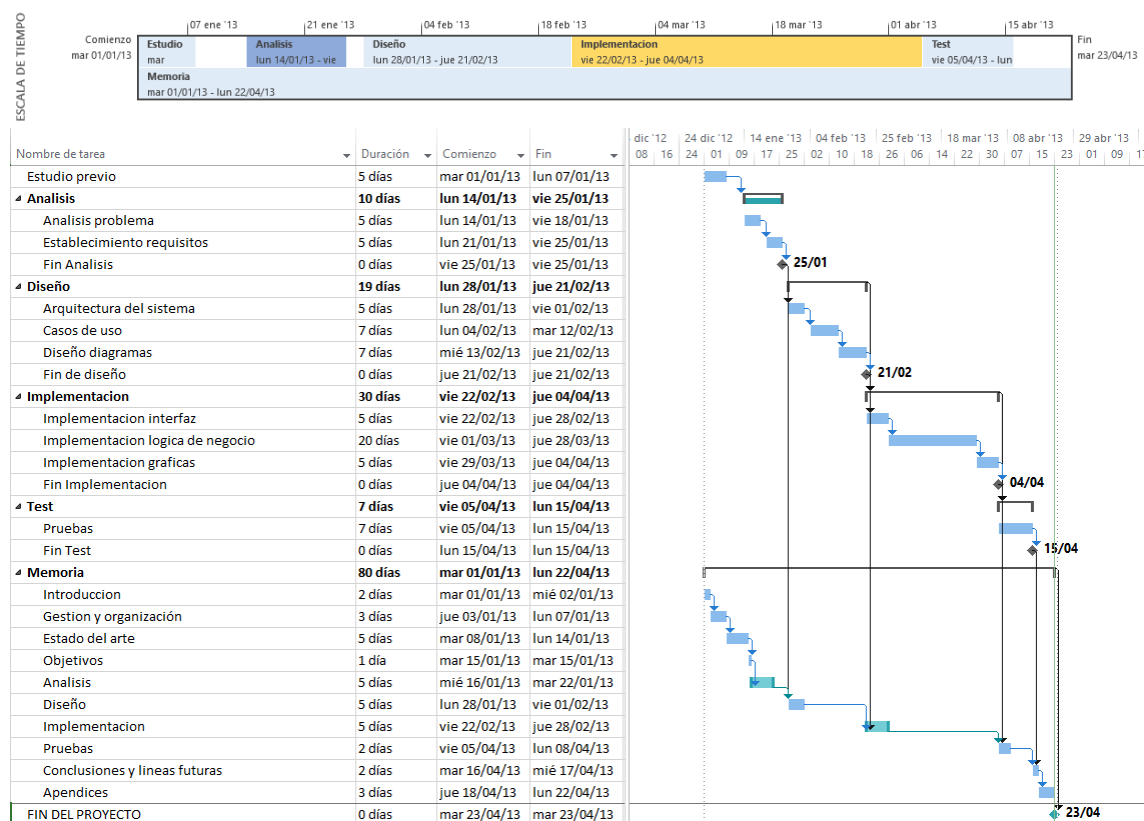 ESCALA DE TIEMPO
07 ene '13 21 ene '13 04 feb '13 18 feb '13 04 mar '13 18 mar '13 01 abr '13 15 abr '13
Comienzo
mar 01/01/13
Estudio Analisis Diseño Implementacion Test
mar lun 14/01/13 - vie lun 28/01/13 - jue 21/02/13 vie 22/02/13 - jue 04/04/13 vie 05/04/13 - lun
Memoria
mar 01/01/13 - lun 22/04/13
Fin
mar 23/04/13
dic '12 24 dic '12 14 ene '13 04 feb '13 25 feb '13 18 mar '13 08 abr '13 29 abr '13
Nombre de tarea Duración Comienzo Fin 08 16 24 01 09 17 25 02 10 18 26 06 14 22 30 07 15 23 01 09 17
Estudio previo 5 días mar 01/01/13 lun 07/01/13
Analisis 10 días lun 14/01/13 vie 25/01/13
Analisis problema 5 días lun 14/01/13 vie 18/01/13
Establecimiento requisitos 5 días lun 21/01/13 vie 25/01/13
Fin Analisis 0 días vie 25/01/13 vie 25/01/13 25/01
Diseño 19 días lun 28/01/13 jue 21/02/13
Arquitectura del sistema 5 días lun 28/01/13 vie 01/02/13
Casos de uso 7 días lun 04/02/13 mar 12/02/13
Diseño diagramas 7 días mié 13/02/13 jue 21/02/13
Fin de diseño 0 días jue 21/02/13 jue 21/02/13 21/02
Implementacion 30 días vie 22/02/13 jue 04/04/13
Implementacion interfaz 5 días vie 22/02/13 jue 28/02/13
Implementacion logica de negocio 20 días vie 01/03/13 jue 28/03/13
Implementacion graficas 5 días vie 29/03/13 jue 04/04/13
Fin Implementacion 0 días jue 04/04/13 jue 04/04/13 04/04
Test 7 días vie 05/04/13 lun 15/04/13
Pruebas 7 días vie 05/04/13 lun 15/04/13
Fin Test 0 días lun 15/04/13 lun 15/04/13 15/04
Memoria 80 días mar 01/01/13 lun 22/04/13
Introduccion 2 días mar 01/01/13 mié 02/01/13
Gestion y organización 3 días jue 03/01/13 lun 07/01/13
Estado del arte 5 días mar 08/01/13 lun 14/01/13
Objetivos 1 día mar 15/01/13 mar 15/01/13
Analisis 5 días mié 16/01/13 mar 22/01/13
Diseño 5 días lun 28/01/13 vie 01/02/13
Implementacion 5 días vie 22/02/13 jue 28/02/13
Pruebas 2 días vie 05/04/13 lun 08/04/13
Conclusiones y lineas futuras 2 días mar 16/04/13 mié 17/04/13
Apendices 3 días jue 18/04/13 lun 22/04/13
FIN DEL PROYECTO 0 días mar 23/04/13 mar 23/04/13 23/04